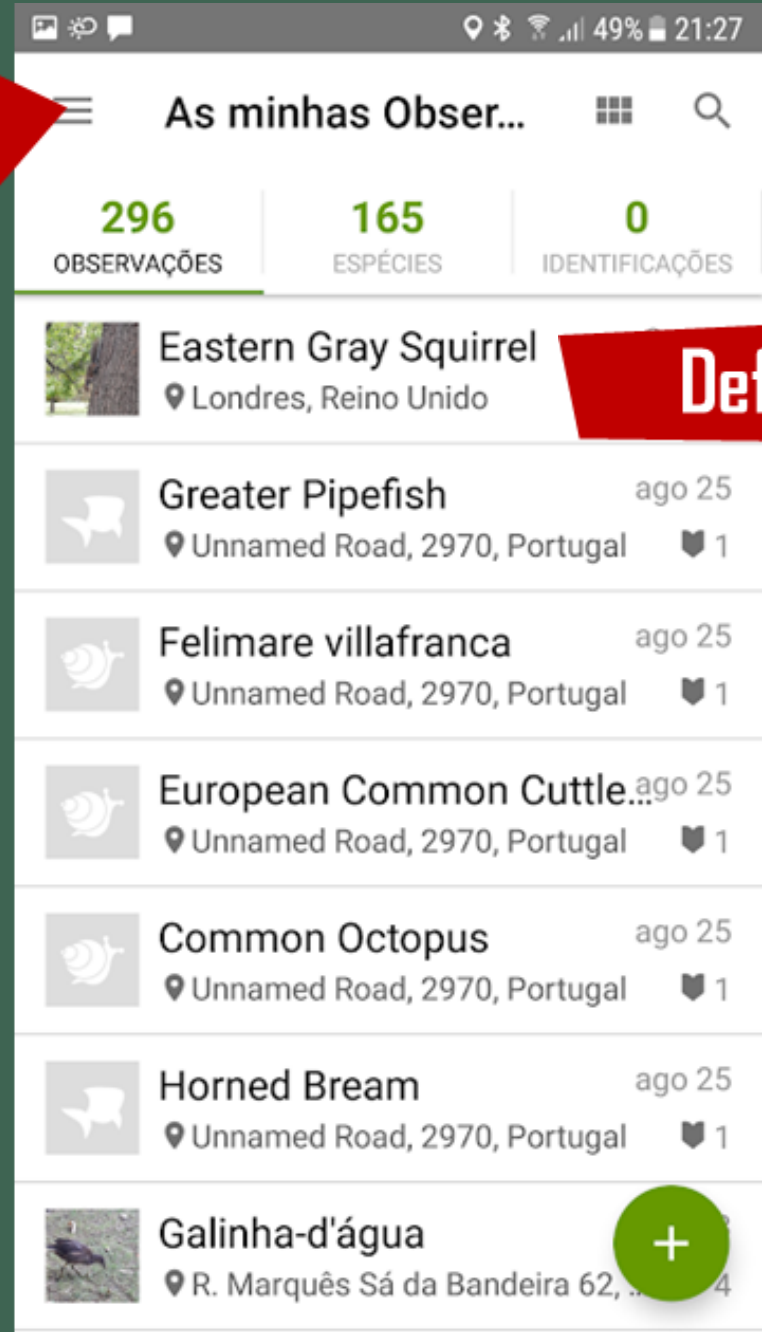 49% 21:27
As minhas Obser...
296 165 0
OBSERVAÇÕES ESPÉCIES IDENTIFICAÇÕES
Eastern Gray Squirrel
Londres, Reino Unido
Greater Pipefish ago 25
Unnamed Road, 2970, Portugal 1
Felimare villafranca ago 25
Unnamed Road, 2970, Portugal 1
European Common Cuttle... ago 25
Unnamed Road, 2970, Portugal 1
Common Octopus ago 25
Unnamed Road, 2970, Portugal 1
Horned Bream ago 25
Unnamed Road, 2970, Portugal 1
Galinha-d'água
R. Marquês Sá da Bandeira 62, ... 4
+